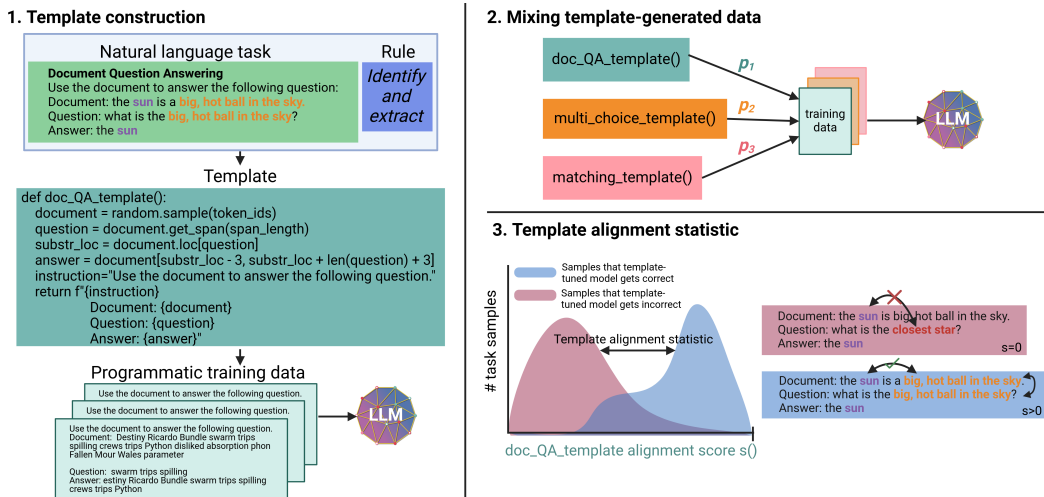 1. Template construction
Natural language task
Rule
Document Question Answering
Use the document to answer the following question:
Document: the sun is a big, hot ball in the sky.
Question: what is the big, hot ball in the sky?
Answer: the sun
Identify
and
extract
Template
def doc_QA_template():
document = random.sample(token_ids)
question = document.get_span(span_length)
substr_loc = document.loc[question]
answer = document[substr_loc - 3, substr_loc + len(question) + 3]
instruction="Use the document to answer the following question."
return f"{instruction}
Document: {document}
Question: {question}
Answer: {answer}"
Programmatic training data
Use the document to answer the following question.
Use the document to answer the following question.
Use the document to answer the following question.
Document: Destiny Ricardo Bundle swarm trips
spilling crews trips Python disliked absorption phon
Fallen Mour Wales parameter
Question: swarm trips spilling
Answer: estiny Ricardo Bundle swarm trips spilling
crews trips Python
LLM
2. Mixing template-generated data
doc_QA_template()
multi_choice_template()
matching_template()
p1
p2
p3
training
data
LLM
3. Template alignment statistic
Samples that template-
tuned model gets correct
Samples that template-
tuned model gets incorrect
Template alignment statistic
# task samples
doc_QA_template alignment score s()
Document: the sun is big, hot ball in the sky.
Question: what is the closest star?
Answer: the sun
s=0
Document: the sun is a big, hot ball in the sky.
Question: what is the big, hot ball in the sky?
Answer: the sun
s>0